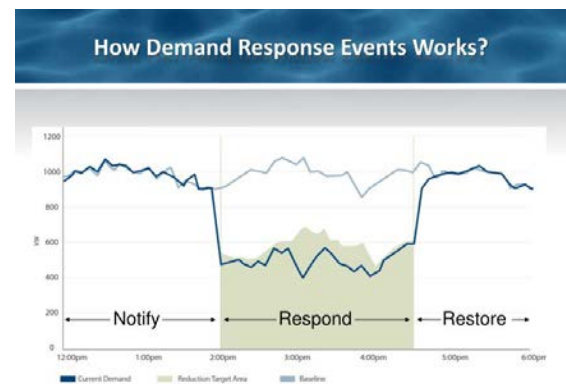 How Demand Response Events Works?
1200
1000
800
600
400
200
0
kW
Notify
Respond
Restore
12:00pm 1:00pm 2:00pm 3:00pm 4:00pm 5:00pm 6:00pm
Current Demand Reduction Target Area Baseline